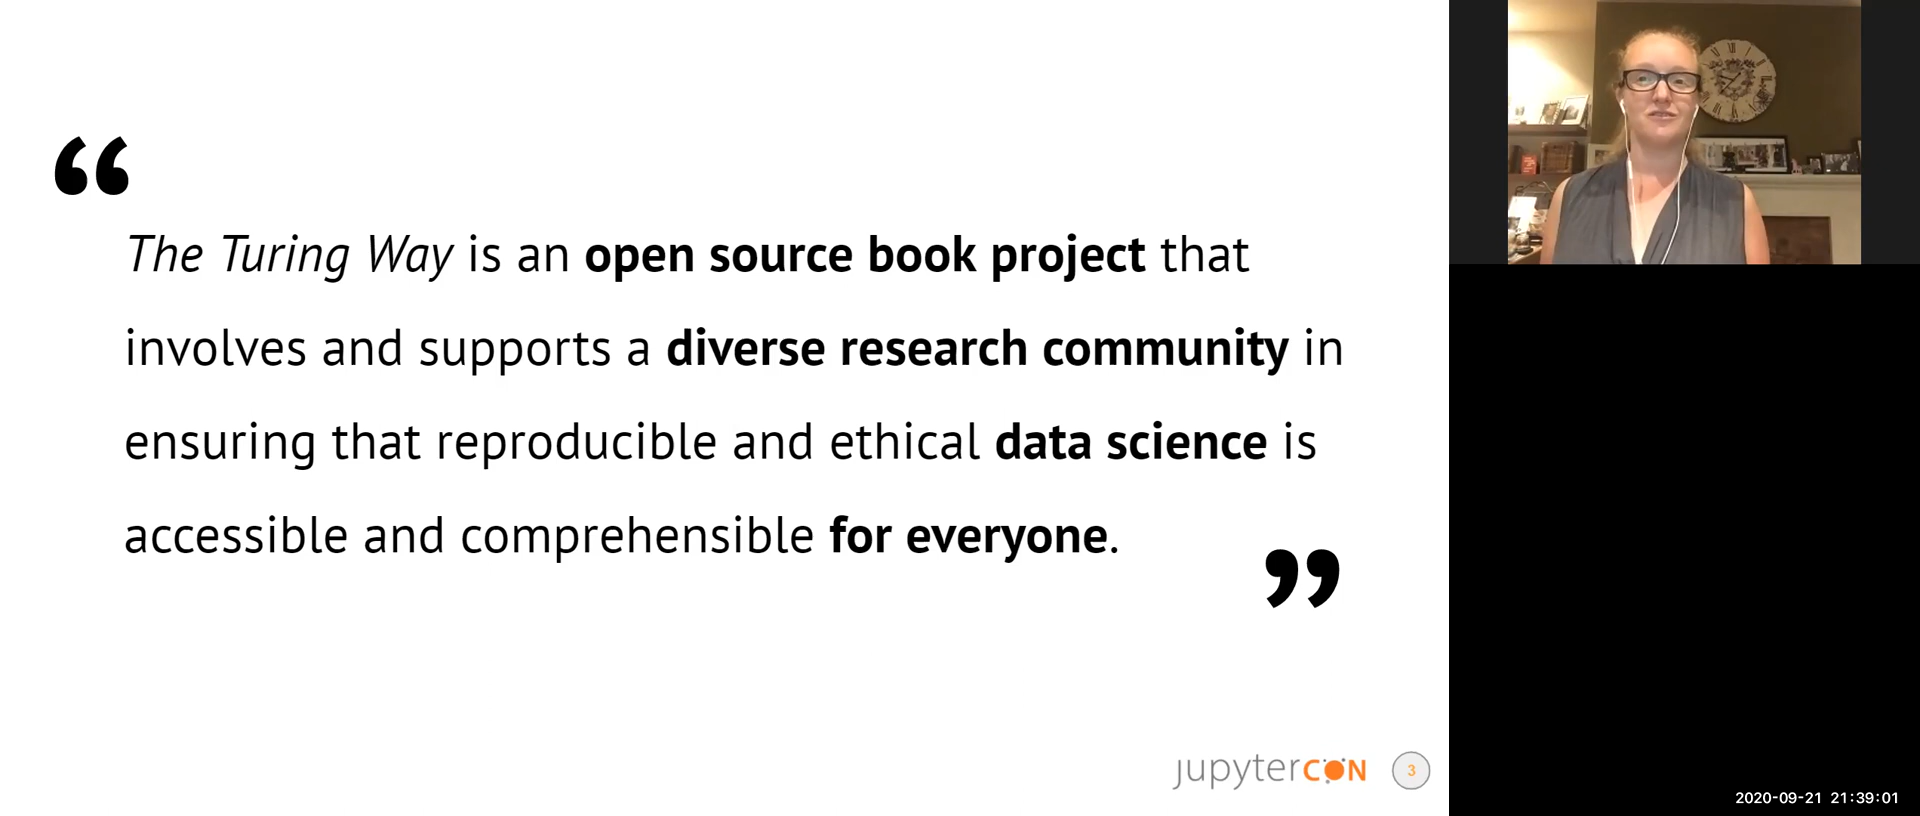 “
The Turing Way is an open source book project that
involves and supports a diverse research community in
ensuring that reproducible and ethical data science is
accessible and comprehensible for everyone.
”
jupytercon 3
2020-09-21 21:39:01